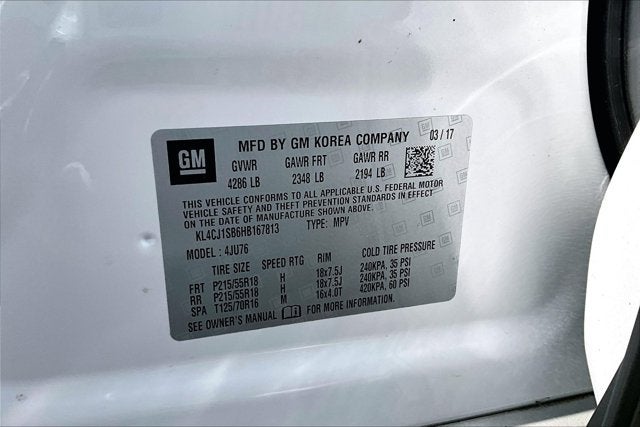 GM
MFD BY GM KOREA COMPANY 03/17
GVWR GAWR FRT GAWR RR
4286 LB 2348 LB 2194 LB
THIS VEHICLE CONFORMS TO ALL APPLICABLE U.S. FEDERAL MOTOR
VEHICLE SAFETY, BUMPER, AND THEFT PREVENTION STANDARDS IN EFFECT
ON THE DATE OF MANUFACTURE SHOWN ABOVE.
KL4CJ1SB6HB167813 TYPE: MPV
MODEL: 4JU76
TIRE SIZE SPEED RTG RIM COLD TIRE PRESSURE
FRT P215/55R18 H 18x7.5J 240KPA, 35 PSI
RR P215/55R18 H 18x7.5J 240KPA, 35 PSI
SPA T125/70R16 M 16x4.0T 420KPA, 60 PSI
SEE OWNER'S MANUAL FOR MORE INFORMATION.